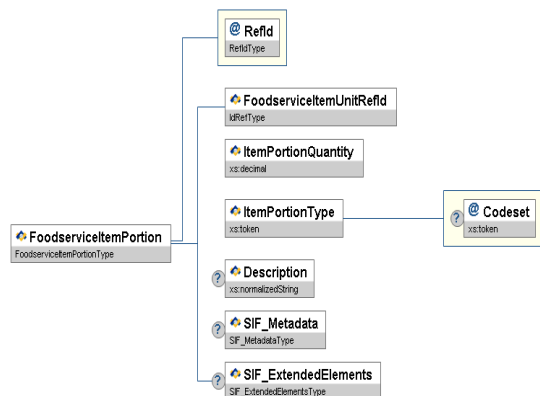 @ RefId
RefIdType
FoodserviceItemUnitRefId
IdRefType
ItemPortionQuantity
xs:decimal
ItemPortionType
xs:token
? @ Codeset
xs:token
FoodserviceItemPortion
FoodserviceItemPortionType
? Description
xs:normalizedString
? SIF_Metadata
SIF_MetadataType
? SIF_ExtendedElements
SIF_ExtendedElementsType